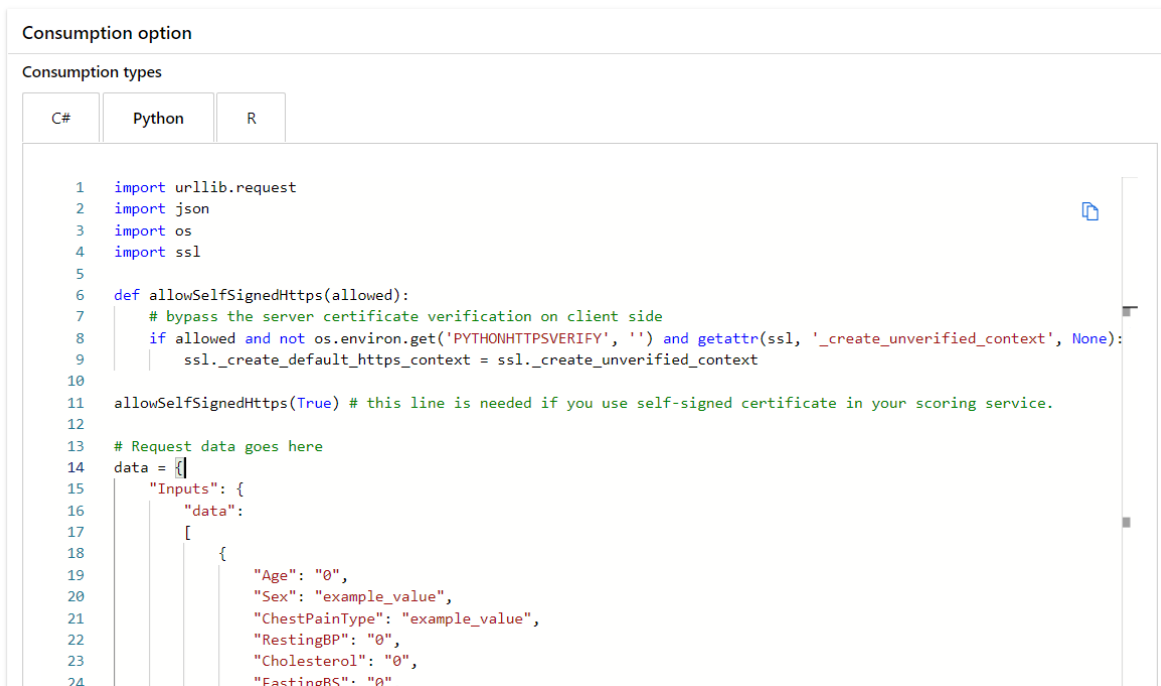 Consumption option
Consumption types
C#
Python
R
1 import urllib.request
2 import json
3 import os
4 import ssl
5
6 def allowSelfSignedHttps(allowed):
7     # bypass the server certificate verification on client side
8     if allowed and not os.environ.get('PYTHONHTTPSVERIFY', '') and getattr(ssl, '_create_unverified_context', None):
9         ssl._create_default_https_context = ssl._create_unverified_context
10
11 allowSelfSignedHttps(True) # this line is needed if you use self-signed certificate in your scoring service.
12
13 # Request data goes here
14 data = {
15     "Inputs": {
16         "data":
17         [
18             {
19                 "Age": "0",
20                 "Sex": "example_value",
21                 "ChestPainType": "example_value",
22                 "RestingBP": "0",
23                 "Cholesterol": "0",
24                 "FastingBS": "0"